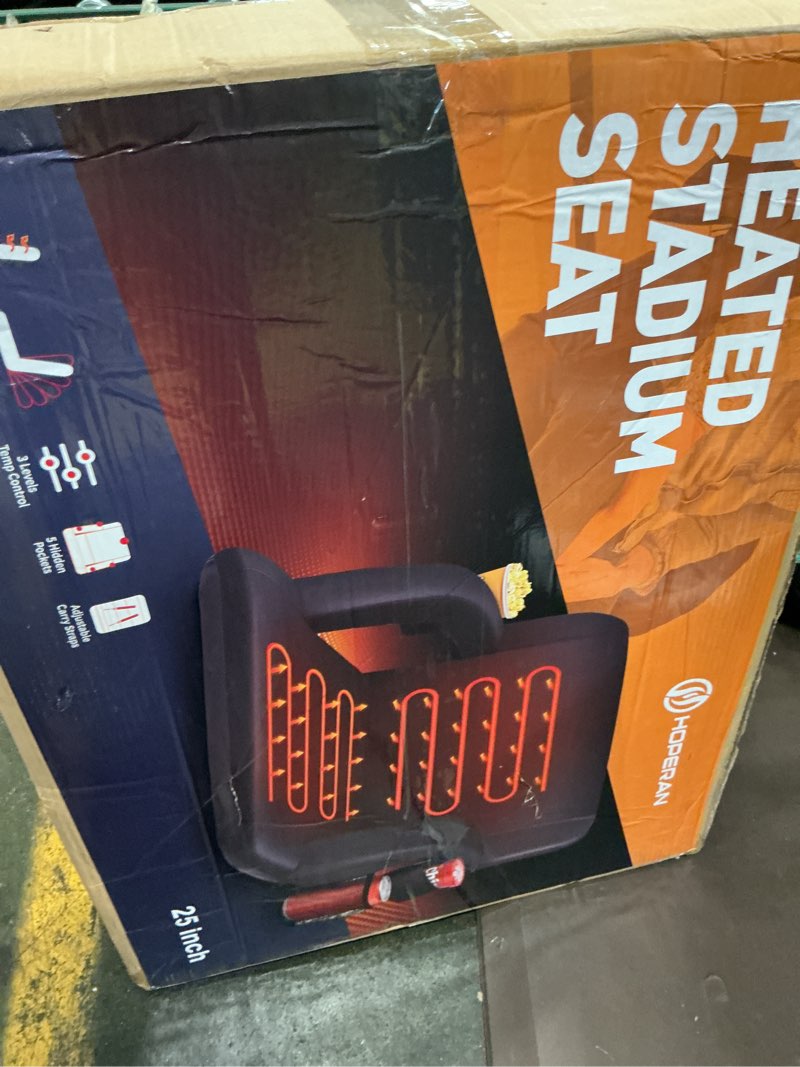 HEATED
STADIUM
SEAT
HOPERAN
3 Levels
Temp Control
5 Hidden
Pockets
Adjustable
Carry Straps
25 inch